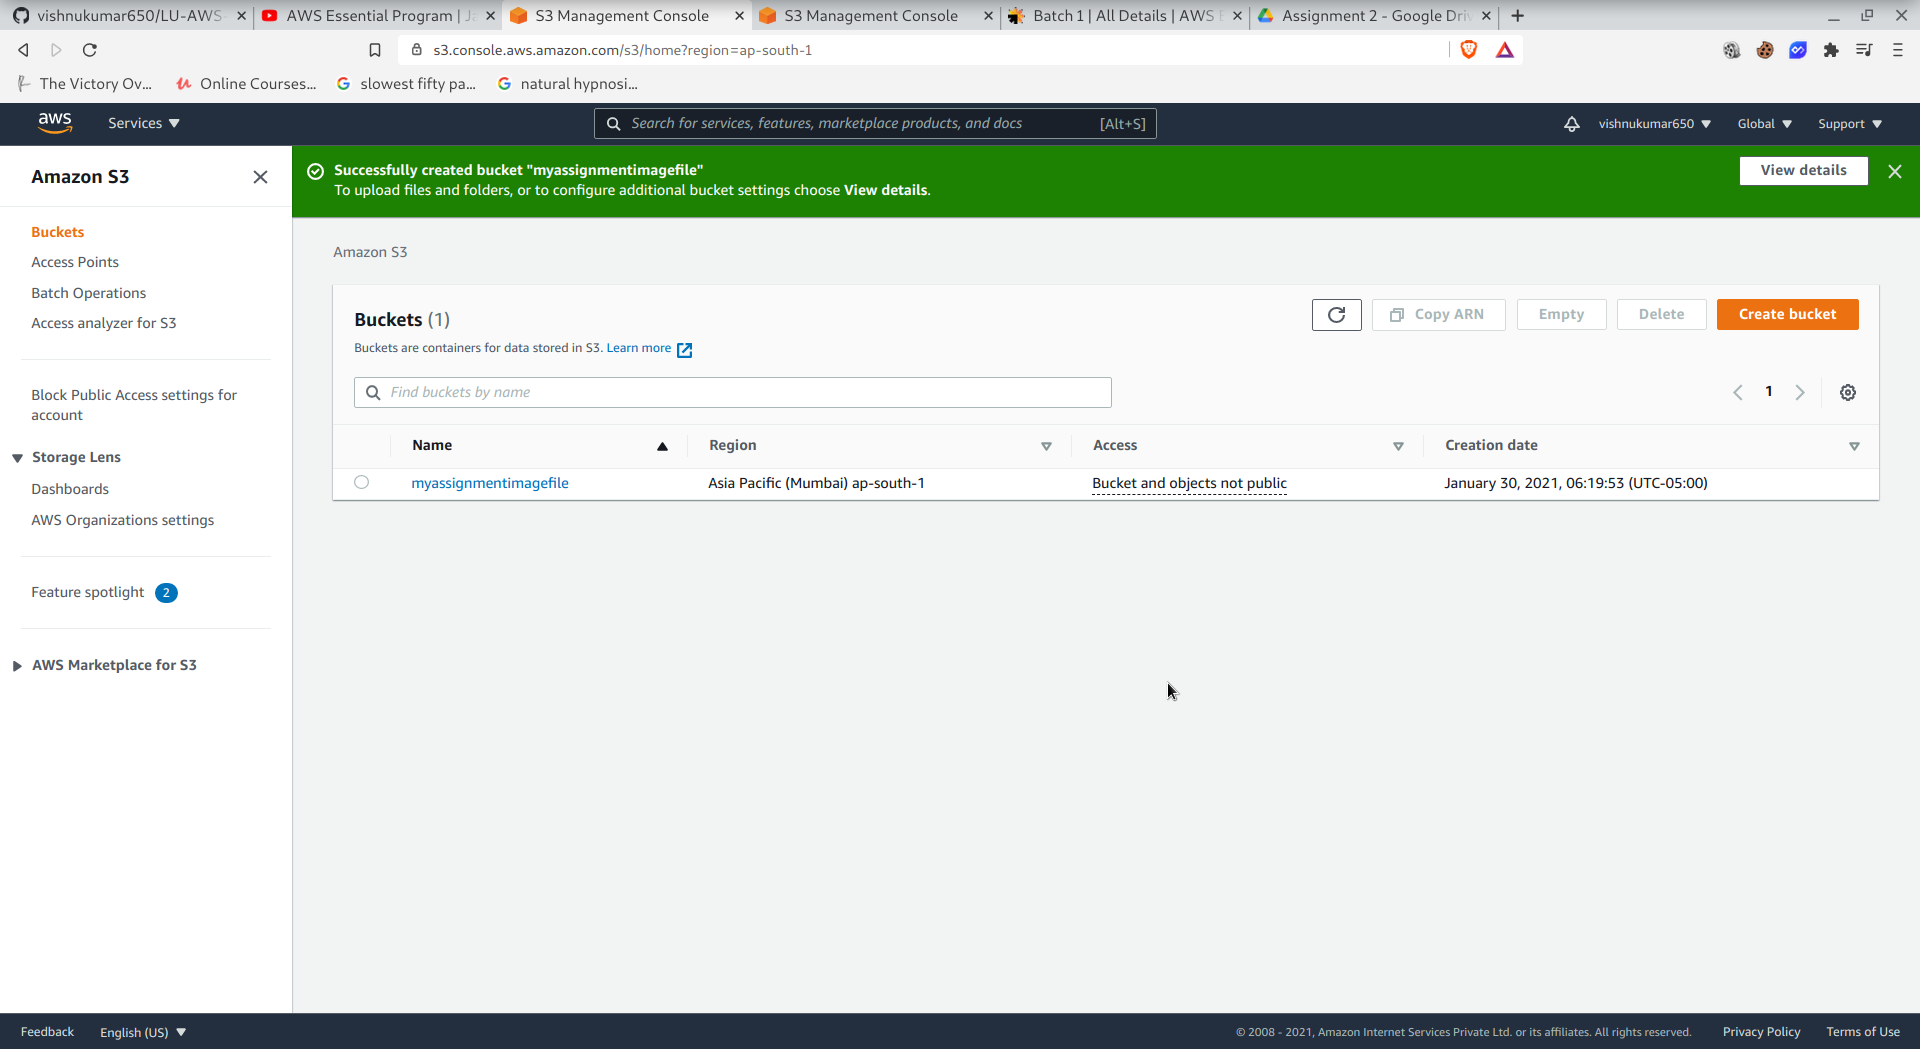 vishnukumar650/LU-AWS-
AWS Essential Program | Ja
S3 Management Console
S3 Management Console
Batch 1 | All Details | AWS E
Assignment 2 - Google Driv
s3.console.aws.amazon.com/s3/home?region=ap-south-1
The Victory Ov...
Online Courses...
slowest fifty pa...
natural hypnosi...
aws
Services
Search for services, features, marketplace products, and docs
[Alt+S]
vishnukumar650
Global
Support
Amazon S3
Buckets
Access Points
Batch Operations
Access analyzer for S3
Block Public Access settings for
account
Storage Lens
Dashboards
AWS Organizations settings
Feature spotlight 2
AWS Marketplace for S3
Successfully created bucket "myassignmentimagefile"
To upload files and folders, or to configure additional bucket settings choose View details.
View details
Amazon S3
Buckets (1)
Buckets are containers for data stored in S3. Learn more
Copy ARN
Empty
Delete
Create bucket
Find buckets by name
1
Name
Region
Access
Creation date
myassignmentimagefile
Asia Pacific (Mumbai) ap-south-1
Bucket and objects not public
January 30, 2021, 06:19:53 (UTC-05:00)
Feedback
English (US)
© 2008 - 2021, Amazon Internet Services Private Ltd. or its affiliates. All rights reserved.
Privacy Policy
Terms of Use